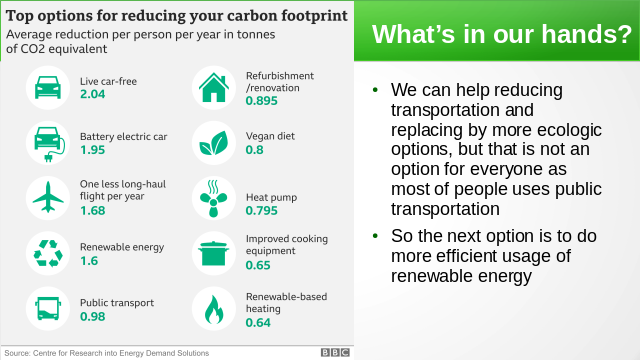 Top options for reducing your carbon footprint
Average reduction per person per year in tonnes
of CO2 equivalent
Live car-free
2.04
Battery electric car
1.95
One less long-haul
flight per year
1.68
Renewable energy
1.6
Public transport
0.98
Refurbishment
/renovation
0.895
Vegan diet
0.8
Heat pump
0.795
Improved cooking
equipment
0.65
Renewable-based
heating
0.64
Source: Centre for Research into Energy Demand Solutions
BBC
What's in our hands?
• We can help reducing
transportation and
replacing by more ecologic
options, but that is not an
option for everyone as
most of people uses public
transportation
• So the next option is to do
more efficient usage of
renewable energy